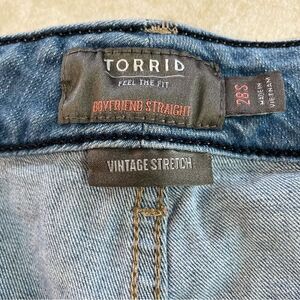 TORRID
FEEL THE FIT
BOYFRIEND STRAIGHT
28S
MADE IN
VIETNAM
VINTAGE STRETCH